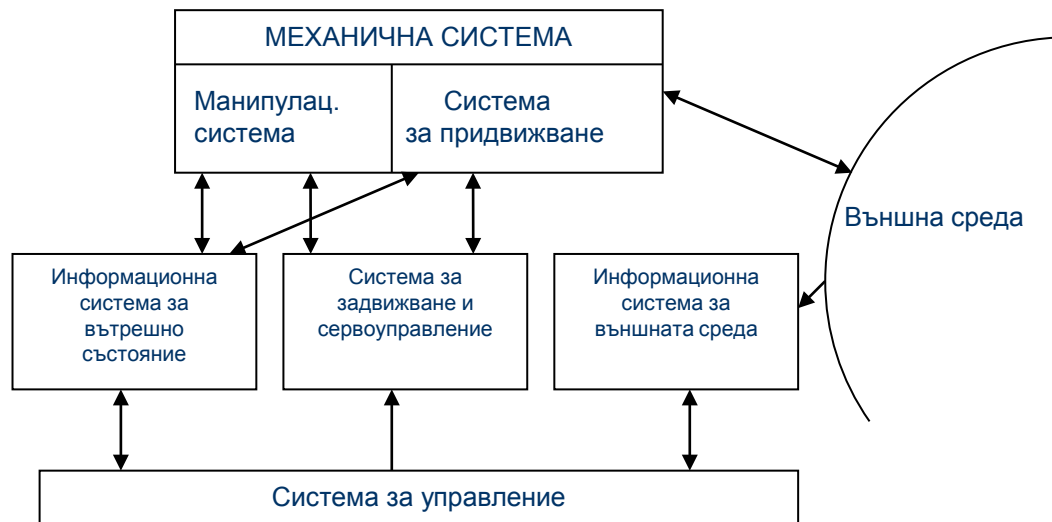 МЕХАНИЧНА СИСТЕМА
Манипулац.
система
Система
за придвижване
Външна среда
Информационна
система за
вътрешно
състояние
Система за
задвижване и
сервоуправление
Информационна
система за
външната среда
Система за управление